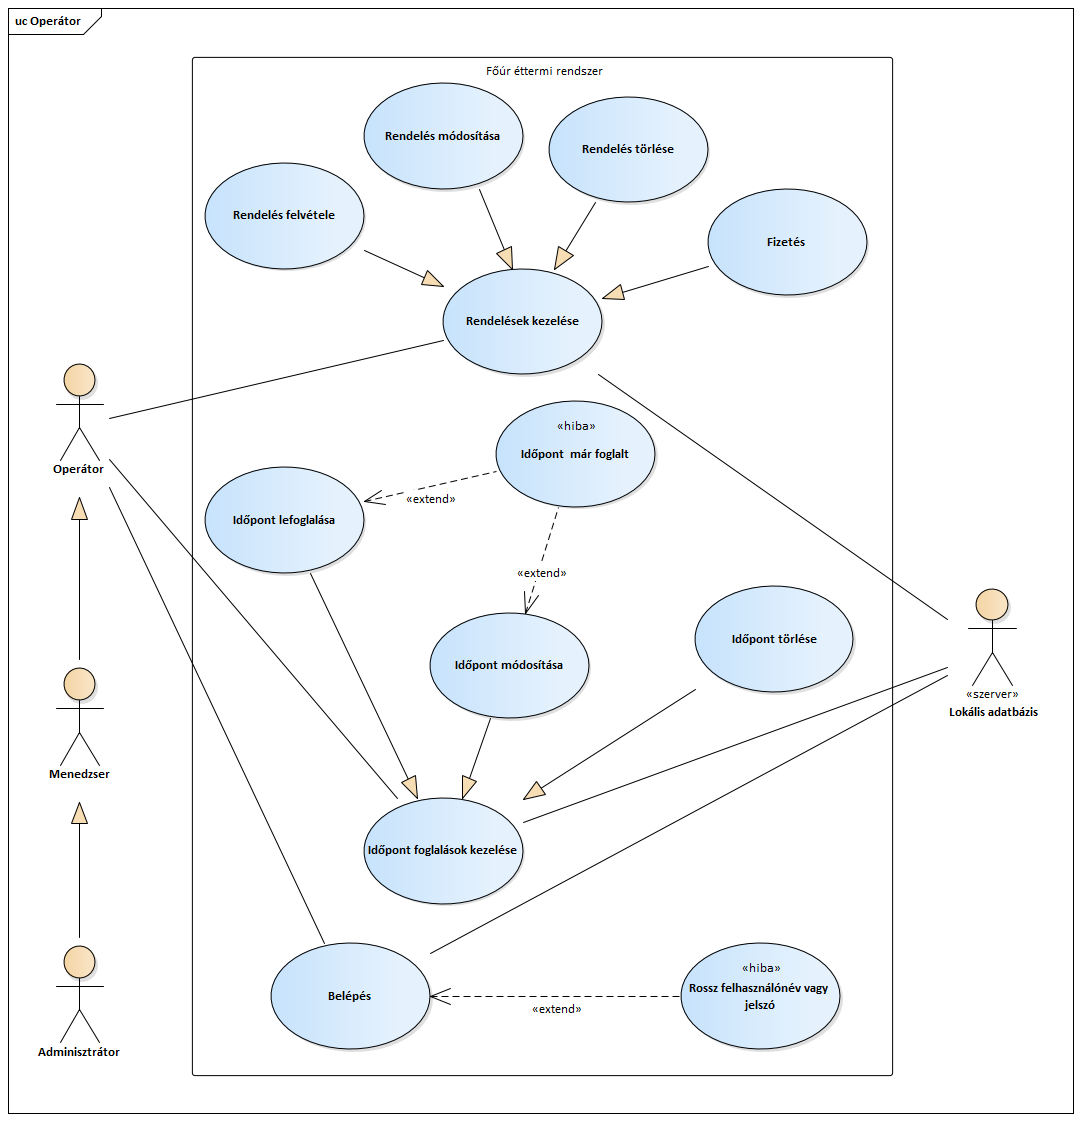 uc Operátor
Főúr éttermi rendszer
Rendelés módosítása
Rendelés törlése
Rendelés felvétele
Fizetés
Rendelések kezelése
Operátor
«hiba»
Időpont  már foglalt
«extend»
Időpont lefoglalása
«extend»
Időpont módosítása
Időpont törlése
«szerver»
Lokális adatbázis
Menedzser
Időpont foglalások kezelése
Belépés
«hiba»
Rossz felhasználónév vagy
jelszó
«extend»
Adminisztrátor